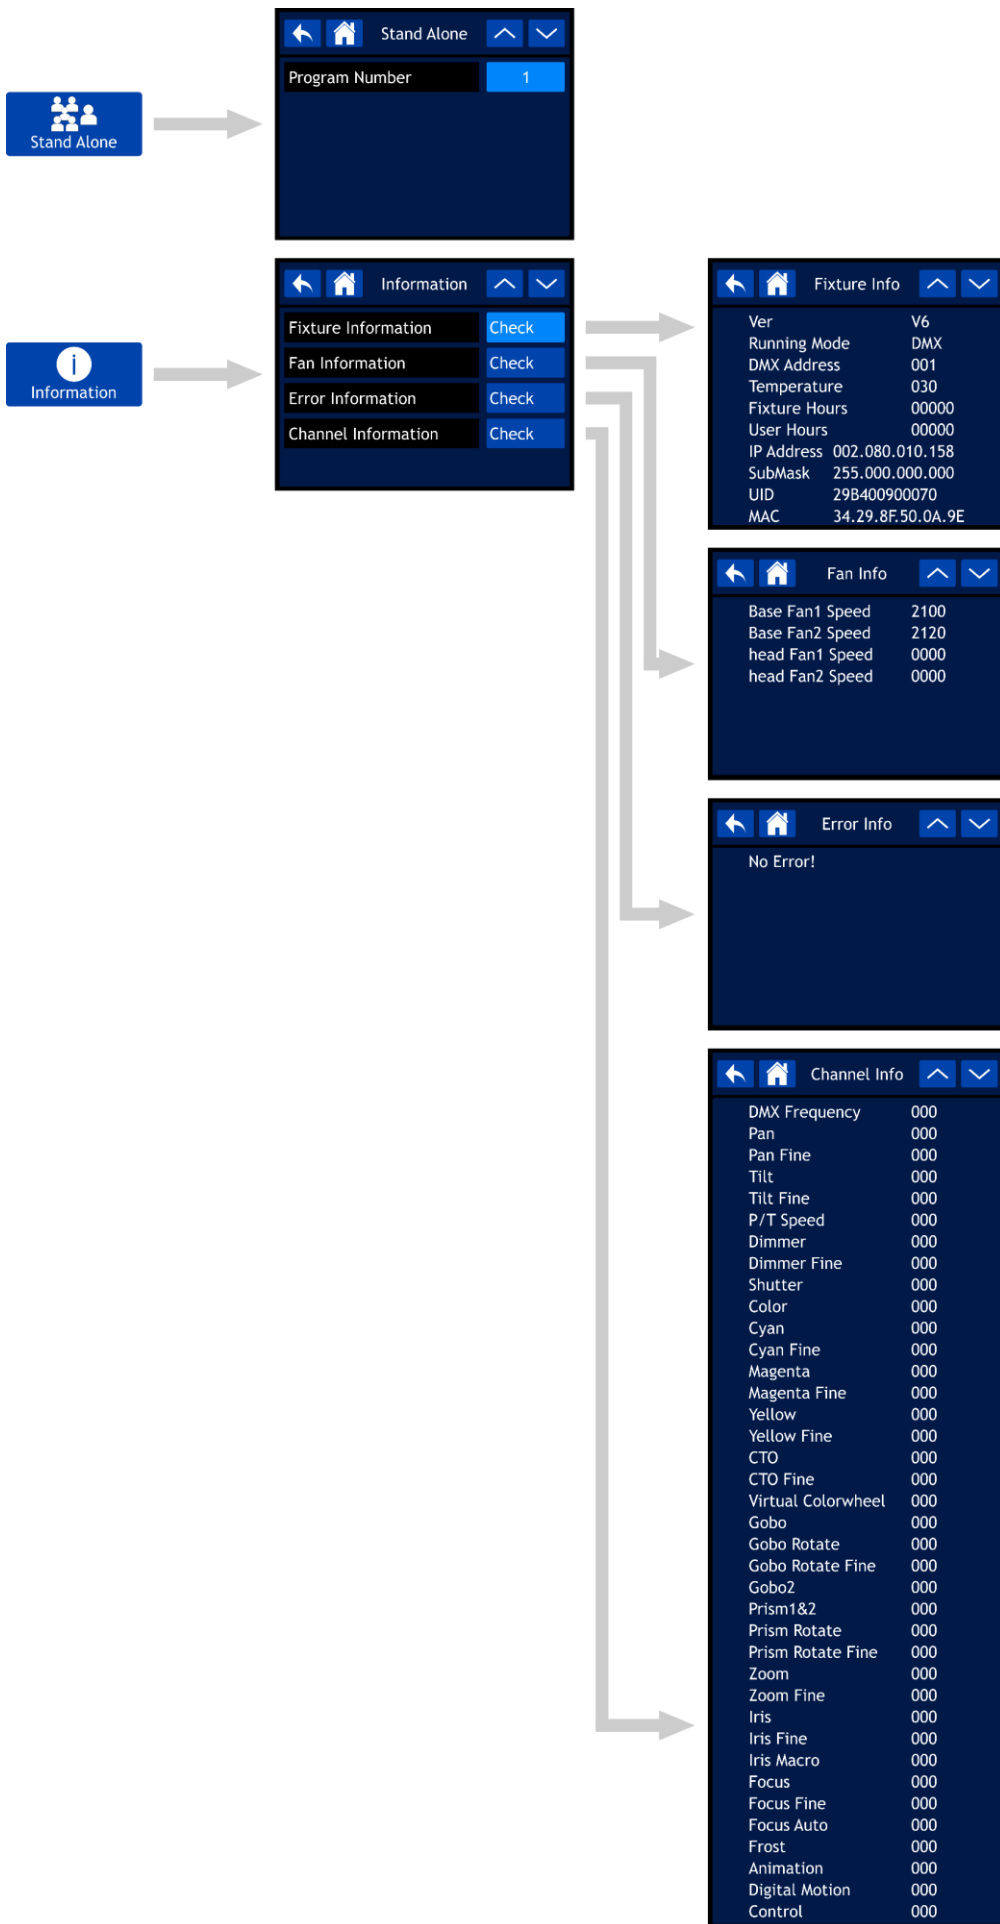 Stand Alone
Program Number 1
Stand Alone
Information
Fixture Information Check
Fan Information Check
Error Information Check
Channel Information Check
Information
Fixture Info
Ver V6
Running Mode DMX
DMX Address 001
Temperature 030
Fixture Hours 00000
User Hours 00000
IP Address 002.080.010.158
SubMask 255.000.000.000
UID 29B400900070
MAC 34.29.8F.50.0A.9E
Fan Info
Base Fan1 Speed 2100
Base Fan2 Speed 2120
head Fan1 Speed 0000
head Fan2 Speed 0000
Error Info
No Error!
Channel Info
DMX Frequency 000
Pan 000
Pan Fine 000
Tilt 000
Tilt Fine 000
P/T Speed 000
Dimmer 000
Dimmer Fine 000
Shutter 000
Color 000
Cyan 000
Cyan Fine 000
Magenta 000
Magenta Fine 000
Yellow 000
Yellow Fine 000
CTO 000
CTO Fine 000
Virtual Colorwheel 000
Gobo 000
Gobo Rotate 000
Gobo Rotate Fine 000
Gobo2 000
Prism1&2 000
Prism Rotate 000
Prism Rotate Fine 000
Zoom 000
Zoom Fine 000
Iris 000
Iris Fine 000
Iris Macro 000
Focus 000
Focus Fine 000
Focus Auto 000
Frost 000
Animation 000
Digital Motion 000
Control 000